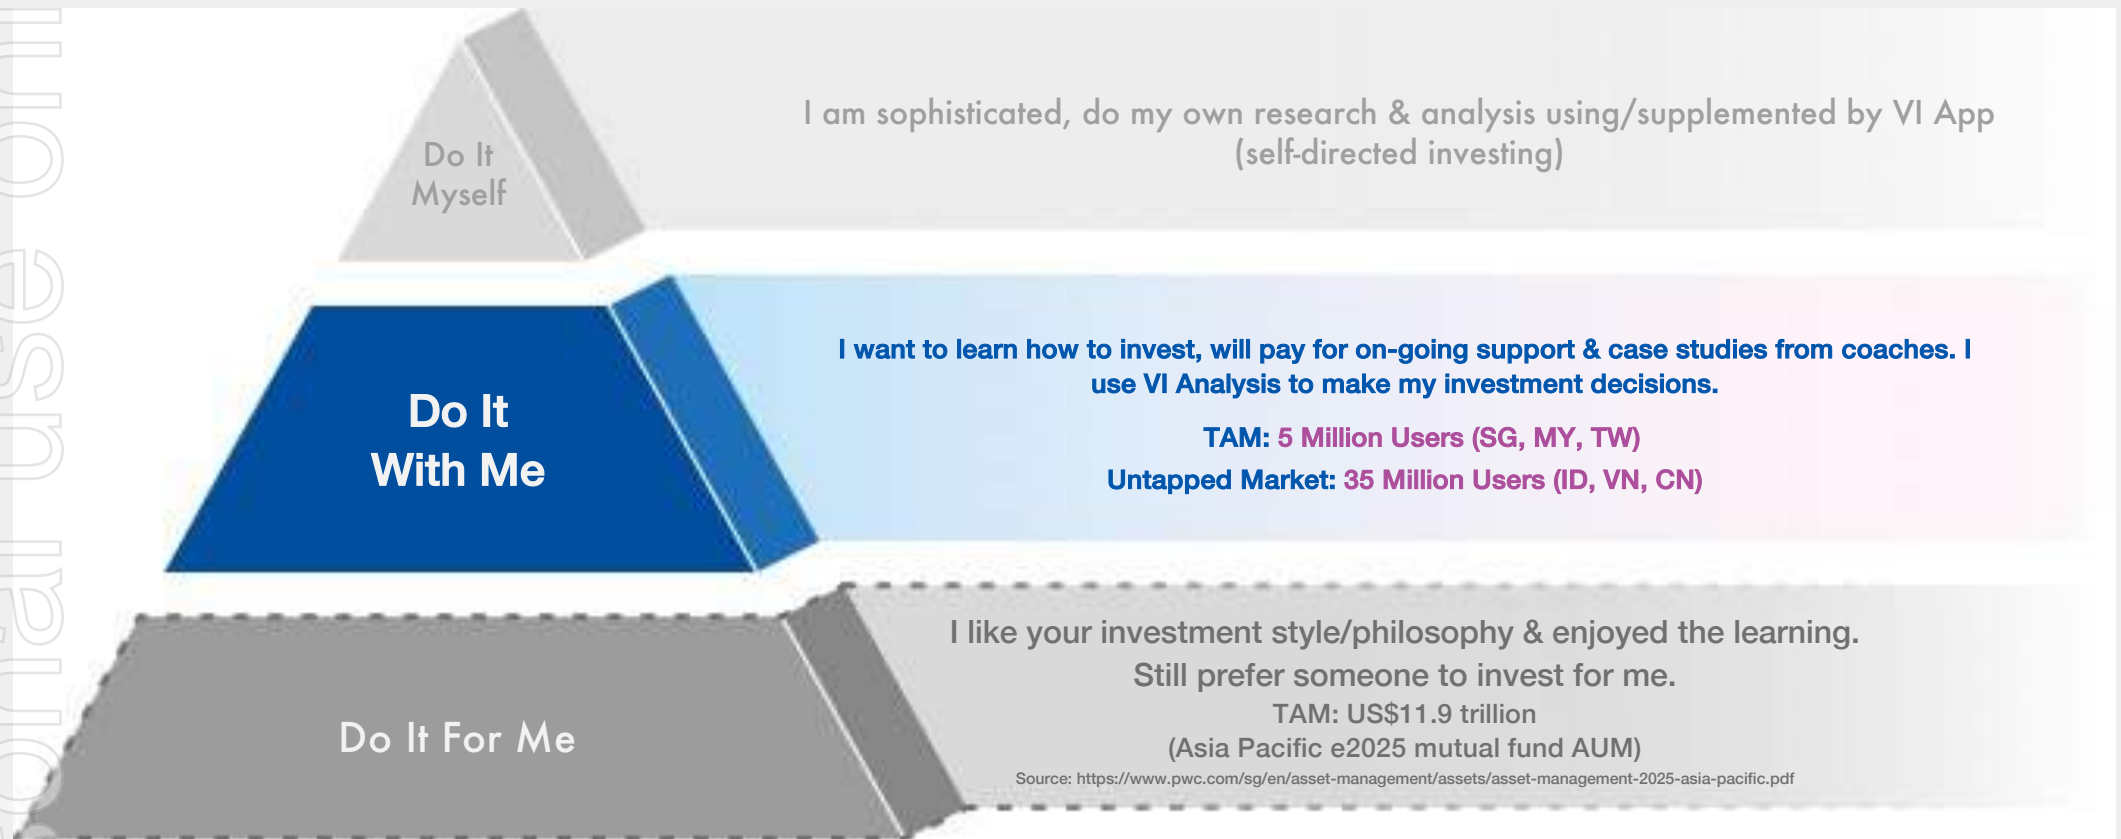 Do It
Myself
I am sophisticated, do my own research & analysis using/supplemented by VI App
(self-directed investing)
Do It
With Me
I want to learn how to invest, will pay for on-going support & case studies from coaches. I
use VI Analysis to make my investment decisions.
TAM: 5 Million Users (SG, MY, TW)
Untapped Market: 35 Million Users (ID, VN, CN)
Do It For Me
I like your investment style/philosophy & enjoyed the learning.
Still prefer someone to invest for me.
TAM: US$11.9 trillion
(Asia Pacific e2025 mutual fund AUM)
Source: https://www.pwc.com/sg/en/asset-management/assets/asset-management-2025-asia-pacific.pdf
use